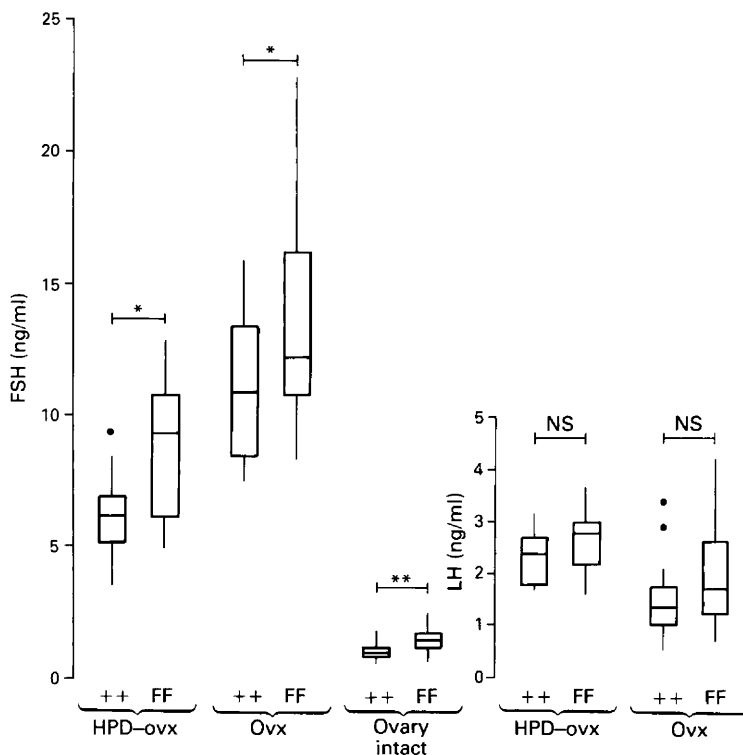 FSH (ng/ml)
25
20
15
10
5
0
*
*
**
++ FF ++ FF ++ FF
HPD–ovx Ovx Ovary
intact
LH (ng/ml)
5
4
3
2
1
0
NS NS
++ FF ++ FF
HPD–ovx Ovx